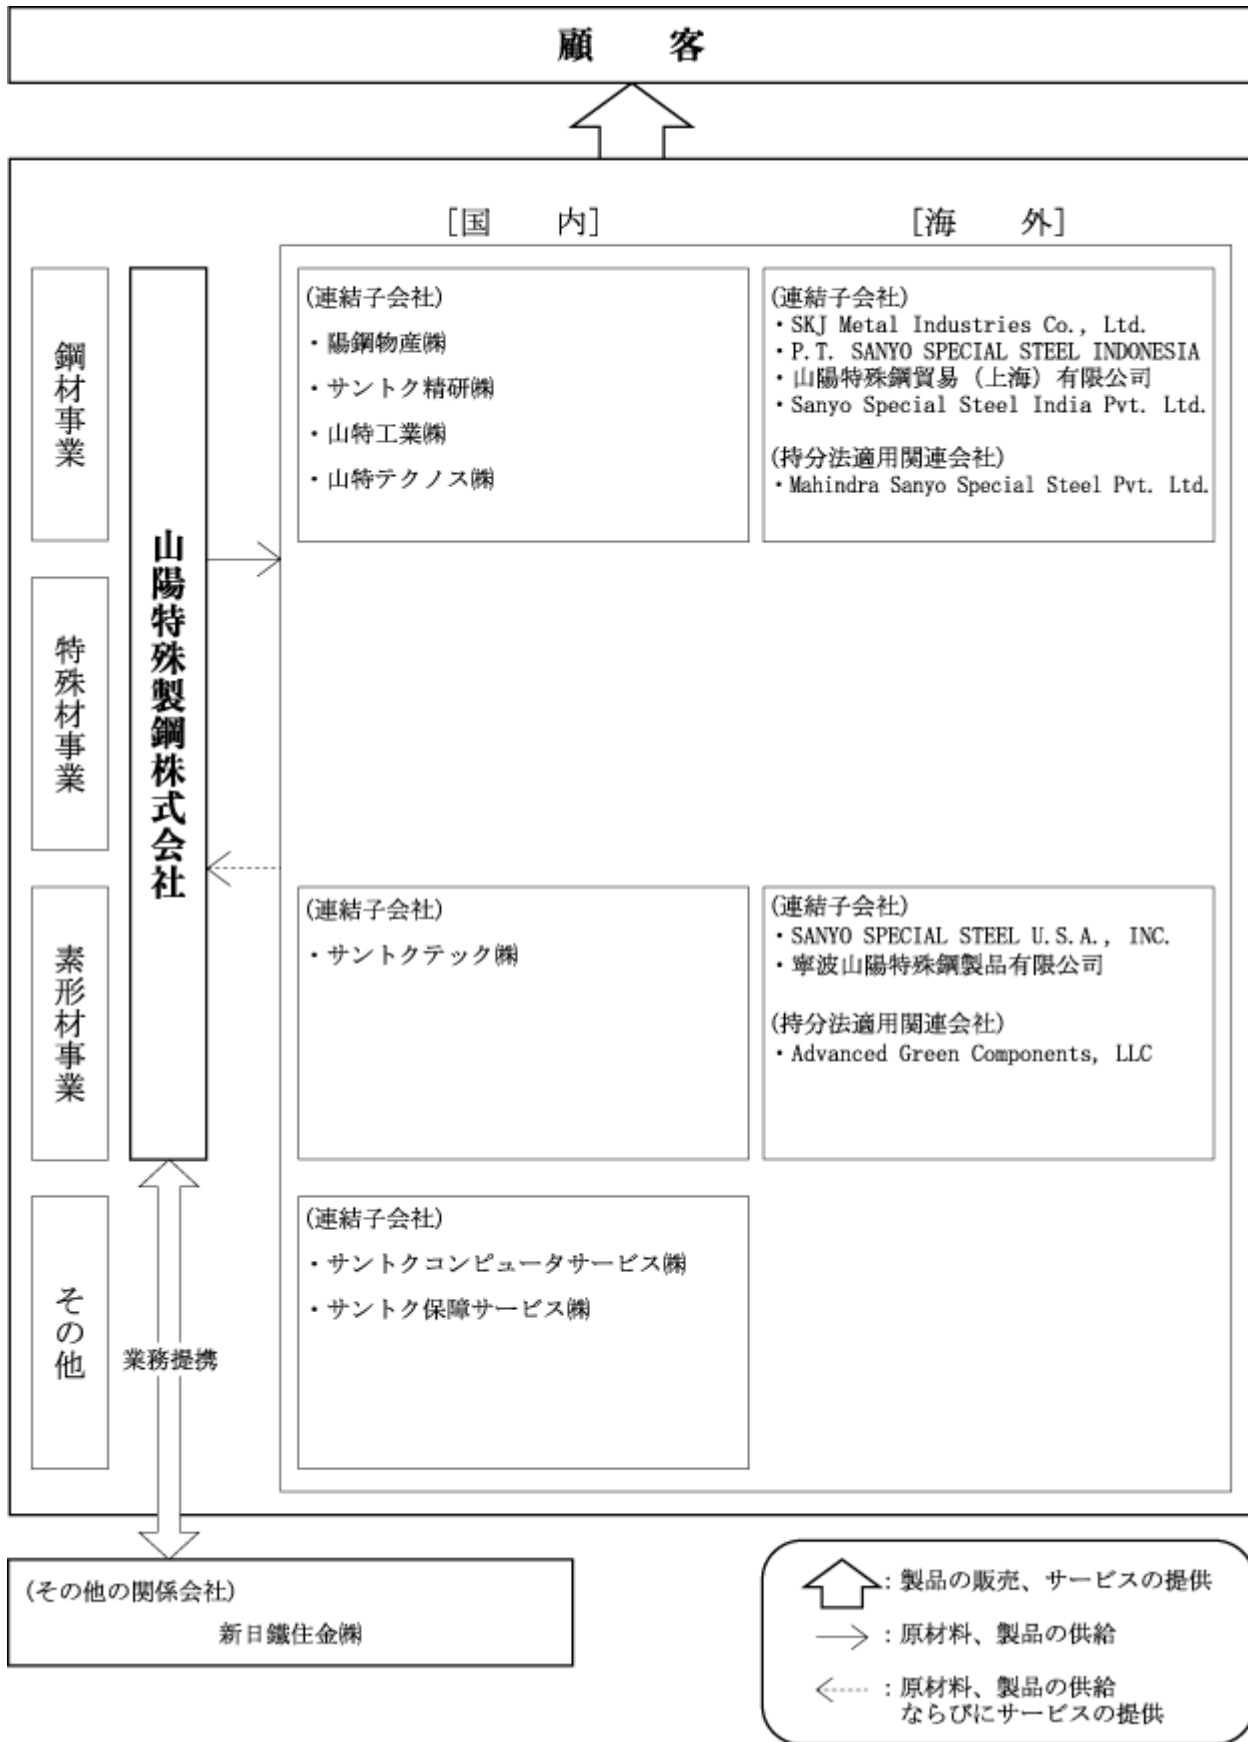 顧　　客
[国　　内]
[海　　外]
鋼材事業
特殊材事業
素形材事業
その他
山陽特殊製鋼株式会社
(連結子会社)
・陽鋼物産㈱
・サントク精研㈱
・山特工業㈱
・山特テクノス㈱
(連結子会社)
・SKJ Metal Industries Co., Ltd.
・P.T. SANYO SPECIAL STEEL INDONESIA
・山陽特殊鋼貿易（上海）有限公司
・Sanyo Special Steel India Pvt. Ltd.
(持分法適用関連会社)
・Mahindra Sanyo Special Steel Pvt. Ltd.
(連結子会社)
・サントクテック㈱
(連結子会社)
・SANYO SPECIAL STEEL U.S.A., INC.
・寧波山陽特殊鋼製品有限公司
(持分法適用関連会社)
・Advanced Green Components, LLC
(連結子会社)
・サントクコンピュータサービス㈱
・サントク保障サービス㈱
業務提携
(その他の関係会社)
新日鐵住金㈱
：製品の販売、サービスの提供
：原材料、製品の供給
：原材料、製品の供給
ならびにサービスの提供